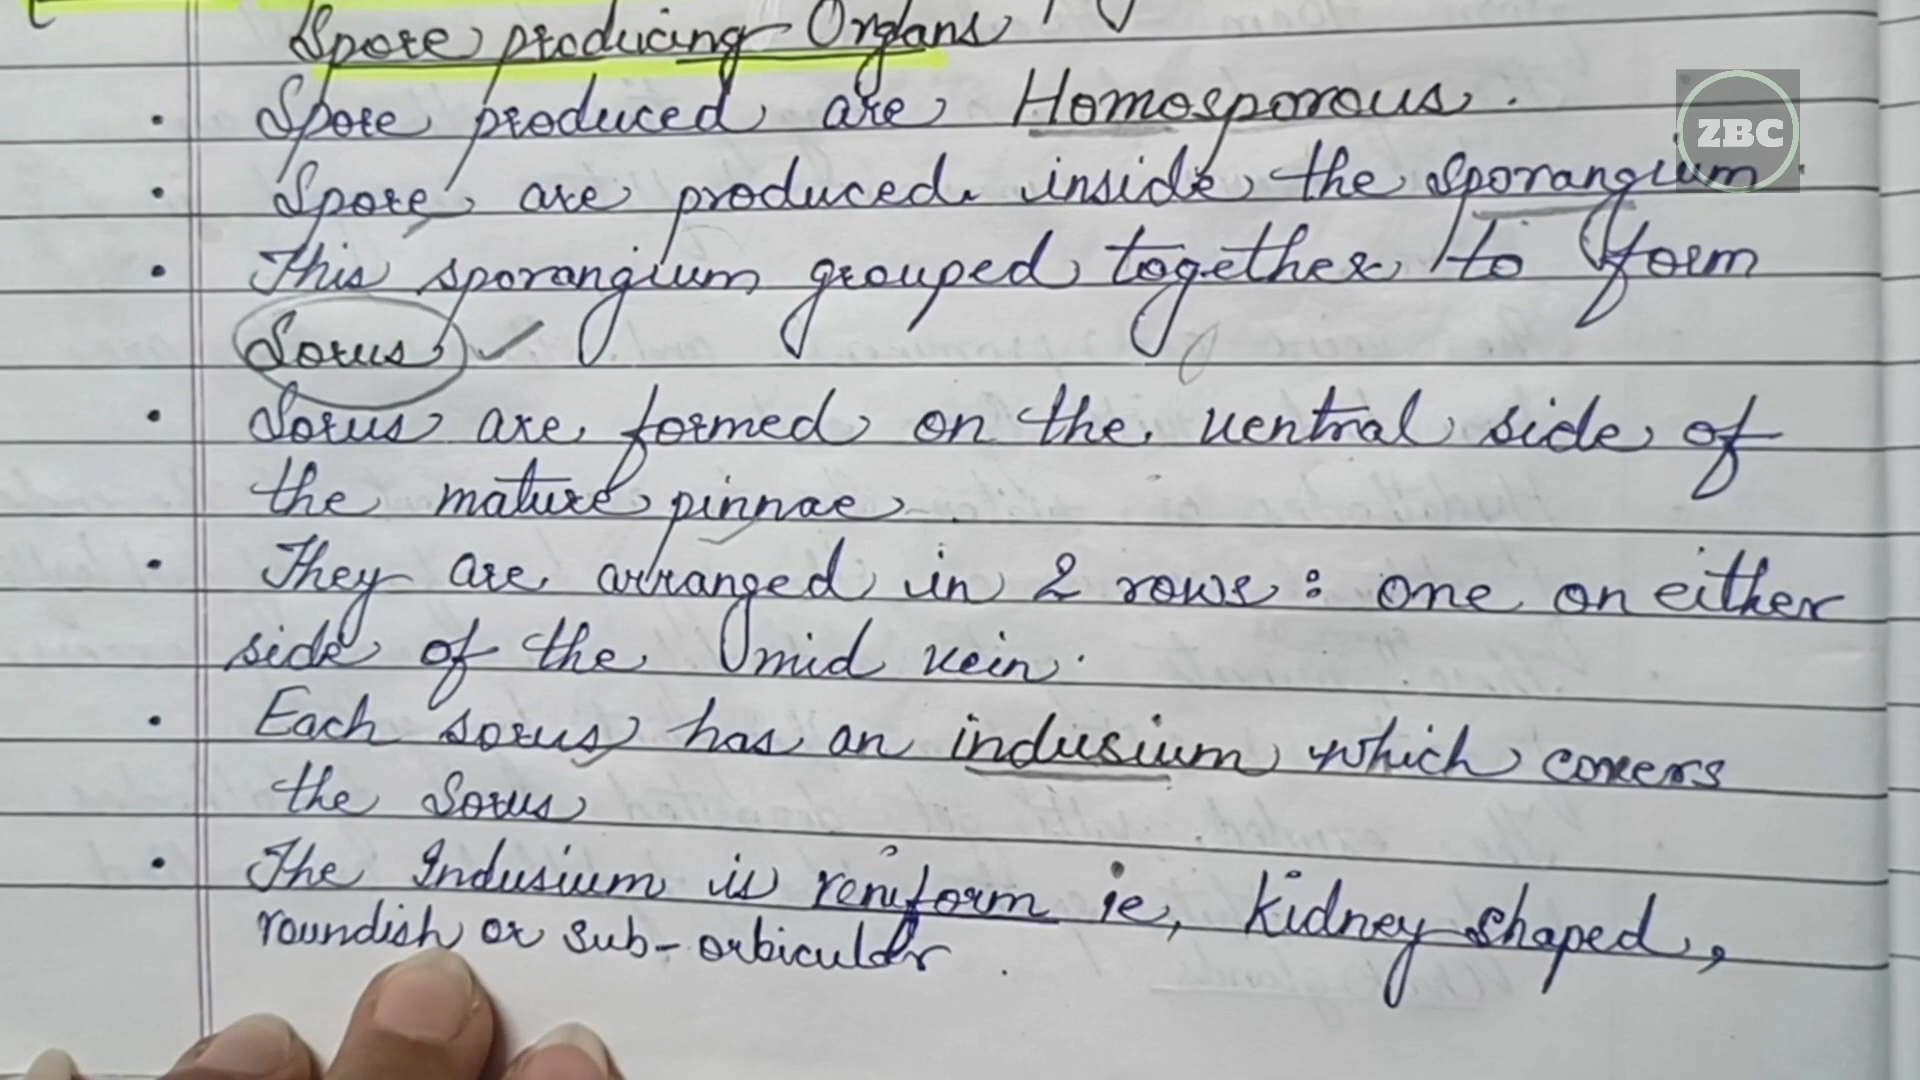 Spore producing Organs
• Spore produced are Homosporous.
ZBC
• Spore are produced inside the sporangium.
• This sporangium grouped together to form
Sorus
• Sorus are formed on the ventral side of
the mature pinnae.
• They are arranged in 2 rows: one on either
side of the mid vein.
• Each sorus has an indusium which covers
the Sorus
• The Indusium is reniform ie, kidney shaped,
roundish or sub-orbicular.